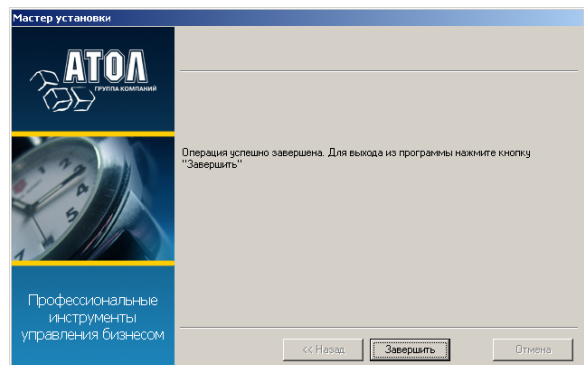 Мастер установки
АТОЛ
ГРУППА КОМПАНИЙ
Операция успешно завершена. Для выхода из программы нажмите кнопку
"Завершить"
Профессиональные
инструменты
управления бизнесом
<< Назад
Завершить
Отмена